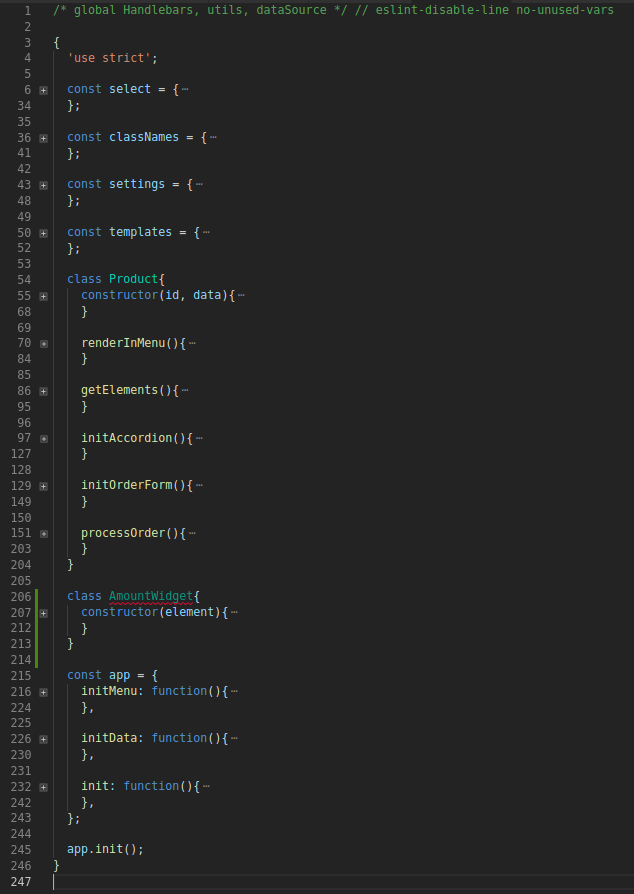 1 /* global Handlebars, utils, dataSource */ // eslint-disable-line no-unused-vars
2
3 {
4 'use strict';
5
6 const select = {⋯
34 };
35
36 const classNames = {⋯
41 };
42
43 const settings = {⋯
48 };
49
50 const templates = {⋯
52 };
53
54 class Product{
55 constructor(id, data){⋯
68 }
69
70 renderInMenu(){⋯
84 }
85
86 getElements(){⋯
95 }
96
97 initAccordion(){⋯
127 }
128
129 initOrderForm(){⋯
149 }
150
151 processOrder(){⋯
203 }
204 }
205
206 class AmountWidget{
207 constructor(element){⋯
212 }
213 }
214
215 const app = {
216 initMenu: function(){⋯
224 },
225
226 initData: function(){⋯
230 },
231
232 init: function(){⋯
242 },
243 };
244
245 app.init();
246 }
247